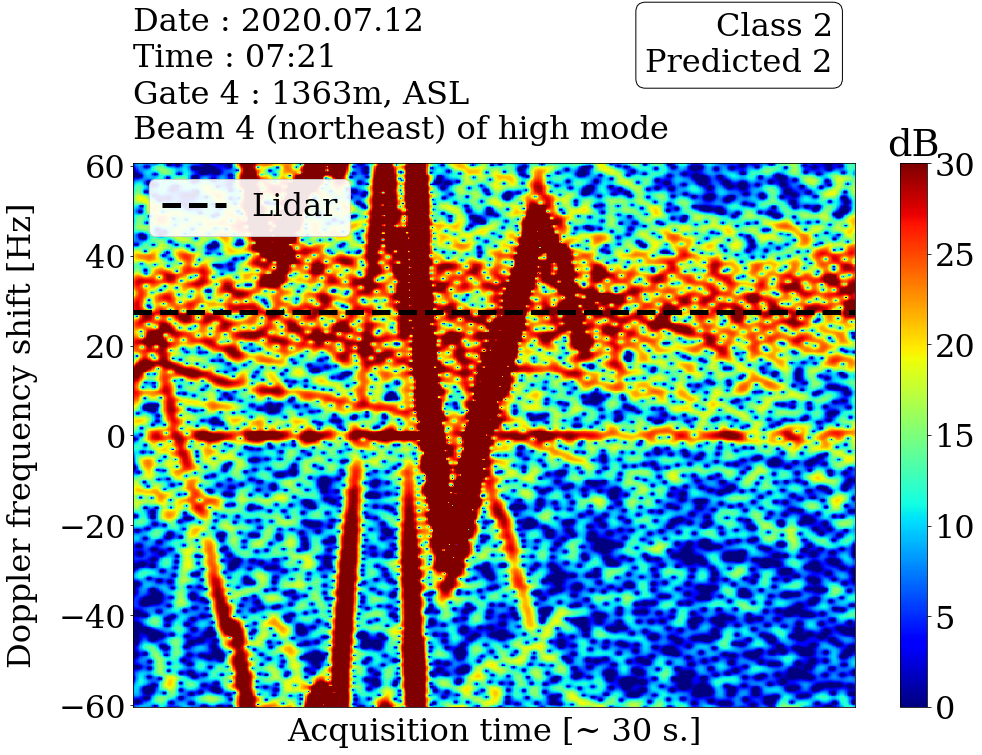 Date : 2020.07.12
Time : 07:21
Gate 4 : 1363m, ASL
Beam 4 (northeast) of high mode
Class 2
Predicted 2
dB
Lidar
60
40
20
0
−20
−40
−60
Doppler frequency shift [Hz]
Acquisition time [~ 30 s.]
30
25
20
15
10
5
0